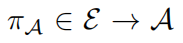 π_𝒜 ∈ ℰ → 𝒜